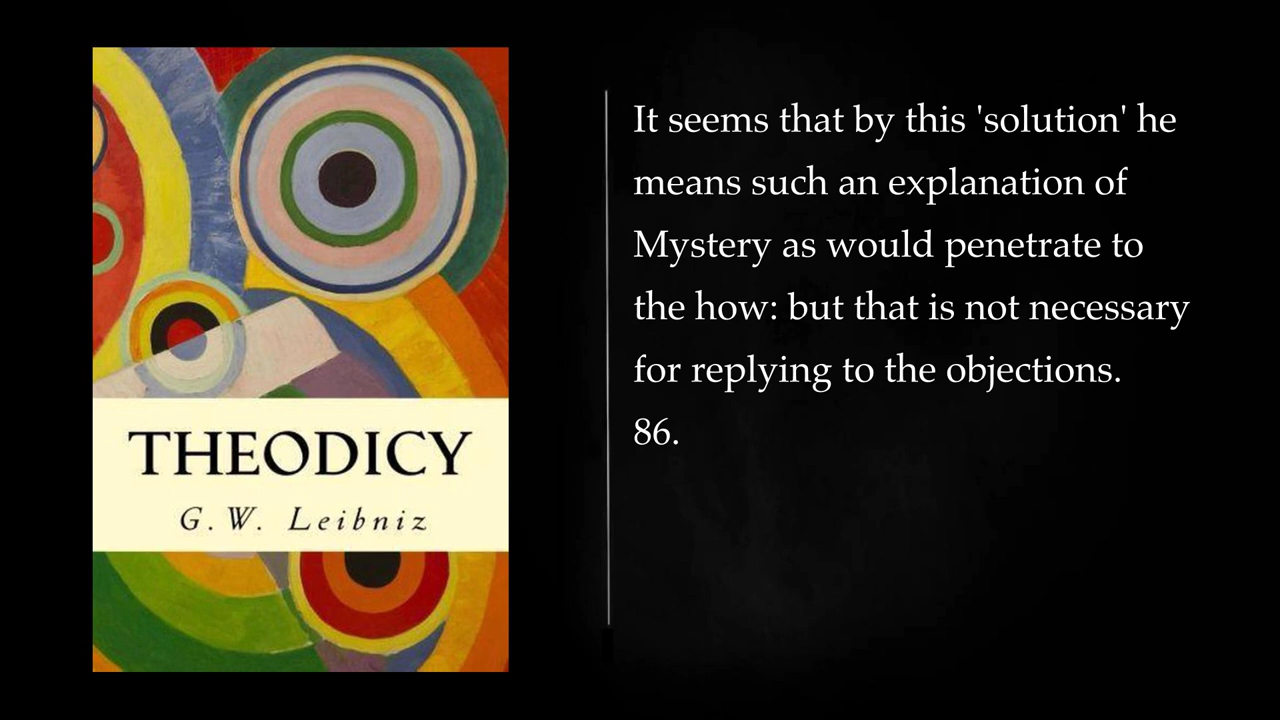 THEODICY
G. W. Leibniz
It seems that by this 'solution' he
means such an explanation of
Mystery as would penetrate to
the how: but that is not necessary
for replying to the objections.
86.